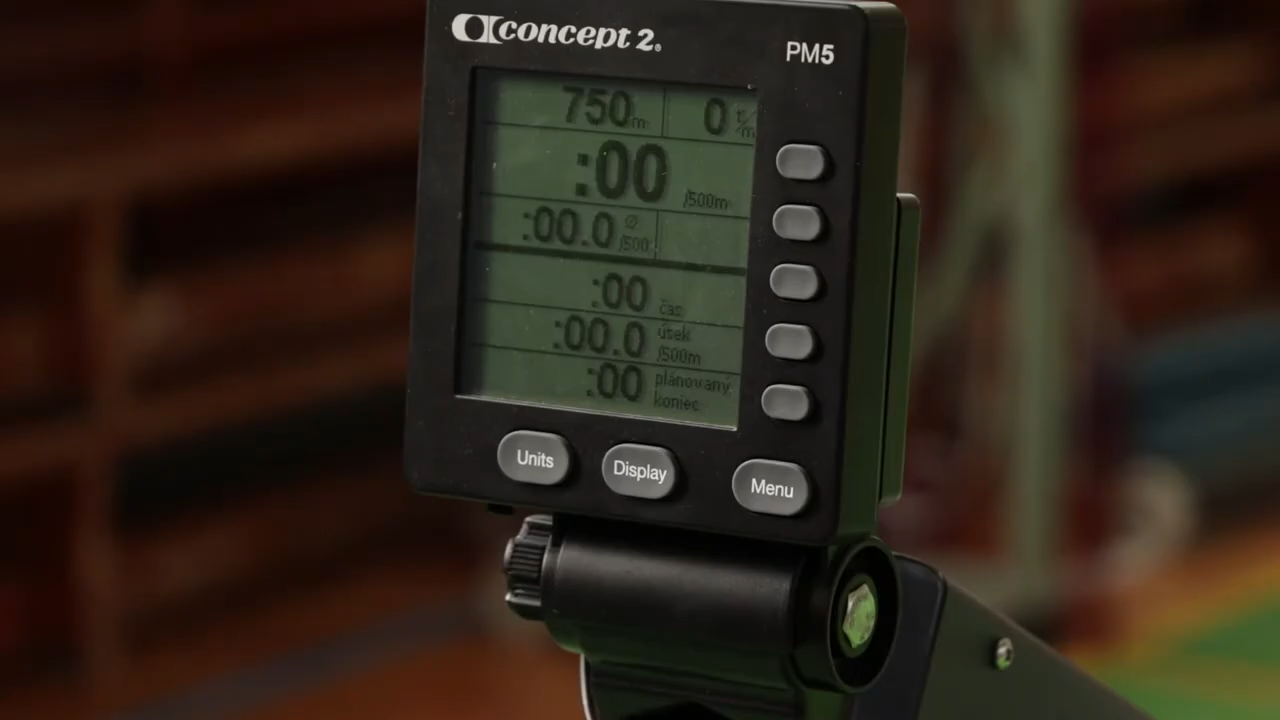 concept 2®
PM5
750m 0 t/m
:00 /500m
:00.0 ø /500
:00 čas
:00.0 úsek /500m
:00 plánovaný koniec
Units
Display
Menu